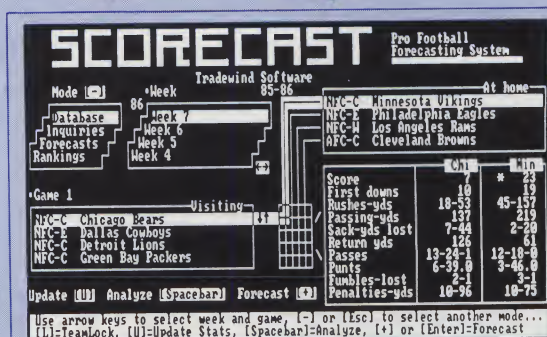 SCORECAST
Pro Football
Forecasting System
Tradewind Software
85-86
Mode [-]
Database
Inquiries
Forecasts
Rankings
•Week
86
Week 7
Week 6
Week 5
Week 4
At home
NFC-C Minnesota Vikings
NFC-E Philadelphia Eagles
NFC-W Los Angeles Rams
AFC-C Cleveland Browns
•Game 1
Visiting
NFC-C Chicago Bears
NFC-E Dallas Cowboys
NFC-C Detroit Lions
NFC-C Green Bay Packers
Chi Min
Score 7 * 23
First downs 10 19
Rushes-yds 18-53 45-157
Passing-yds 137 219
Sack-yds lost 7-44 2-20
Return yds 126 61
Passes 13-24-1 12-18-0
Punts 6-39.0 3-46.0
Fumbles-lost 2-1 3-1
Penalties-yds 10-96 10-75
Update [U] Analyze [Spacebar] Forecast [+]
Use arrow keys to select week and game, [-] or [Esc] to select another mode...
[L]=TeamLock, [U]=Update Stats, [Spacebar]=Analyze, [+] or [Enter]=Forecast